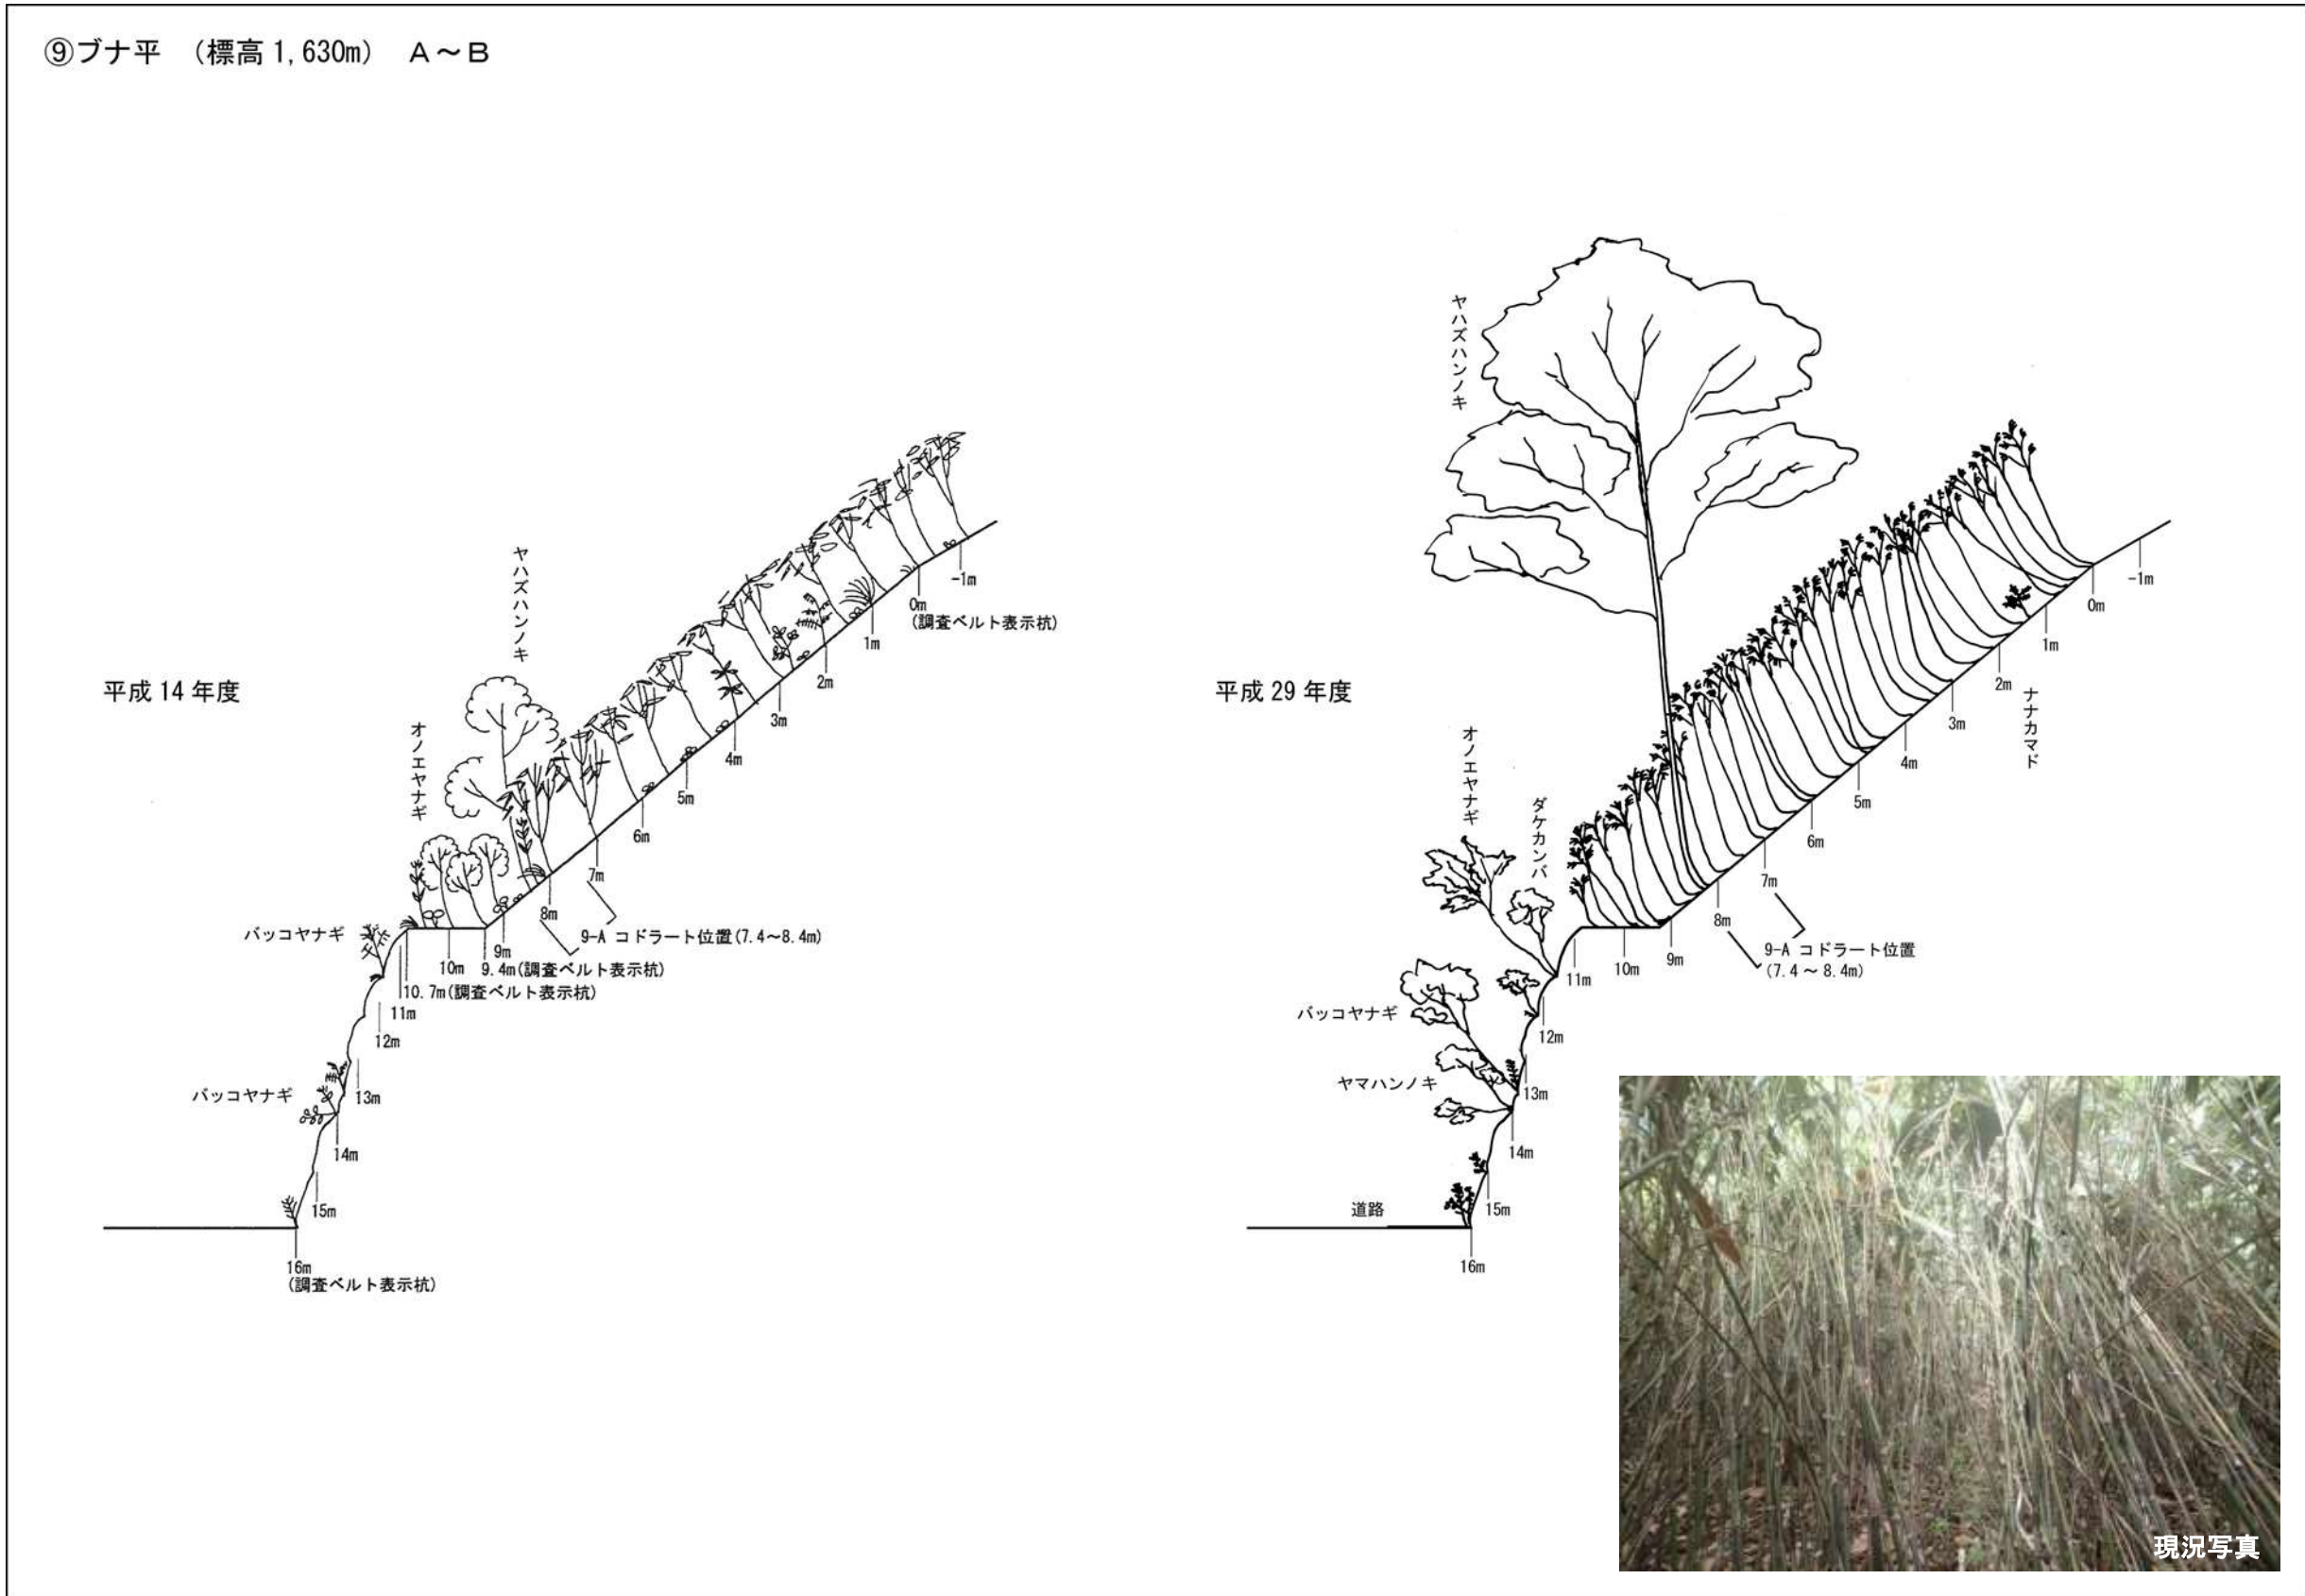 ⑨ブナ平　（標高1,630m）　A～B
平成14年度
ヤハズハンノキ
オノエヤナギ
バッコヤナギ
バッコヤナギ
-1m
0m
(調査ベルト表示杭)
1m
2m
3m
4m
5m
6m
7m
8m
9-A コドラート位置(7.4～8.4m)
9m
10m
9.4m(調査ベルト表示杭)
10.7m(調査ベルト表示杭)
11m
12m
13m
14m
15m
16m
(調査ベルト表示杭)
平成29年度
ヤハズハンノキ
オノエヤナギ
ダケカンバ
ナナカマド
バッコヤナギ
ヤマハンノキ
道路
-1m
0m
1m
2m
3m
4m
5m
6m
7m
8m
9-A コドラート位置
(7.4～8.4m)
9m
10m
11m
12m
13m
14m
15m
16m
現況写真